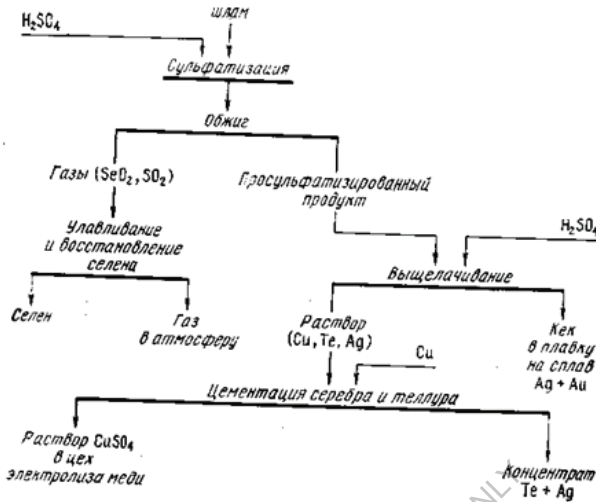 шлам
H₂SO₄
Сульфатизация
Обжиг
Газы (SeO₂, SO₂)
Просульфатизированный
продукт
Улавливание
и восстановление
селена
H₂SO₄
Выщелачивание
Селен
Газ
в атмосферу
Раствор
(Cu, Te, Ag)
Cu
Кек
в плавку
на сплав
Ag + Au
Цементация серебра и теллура
Раствор CuSO₄
в цех
электролиза меди
Концентрат
Te + Ag